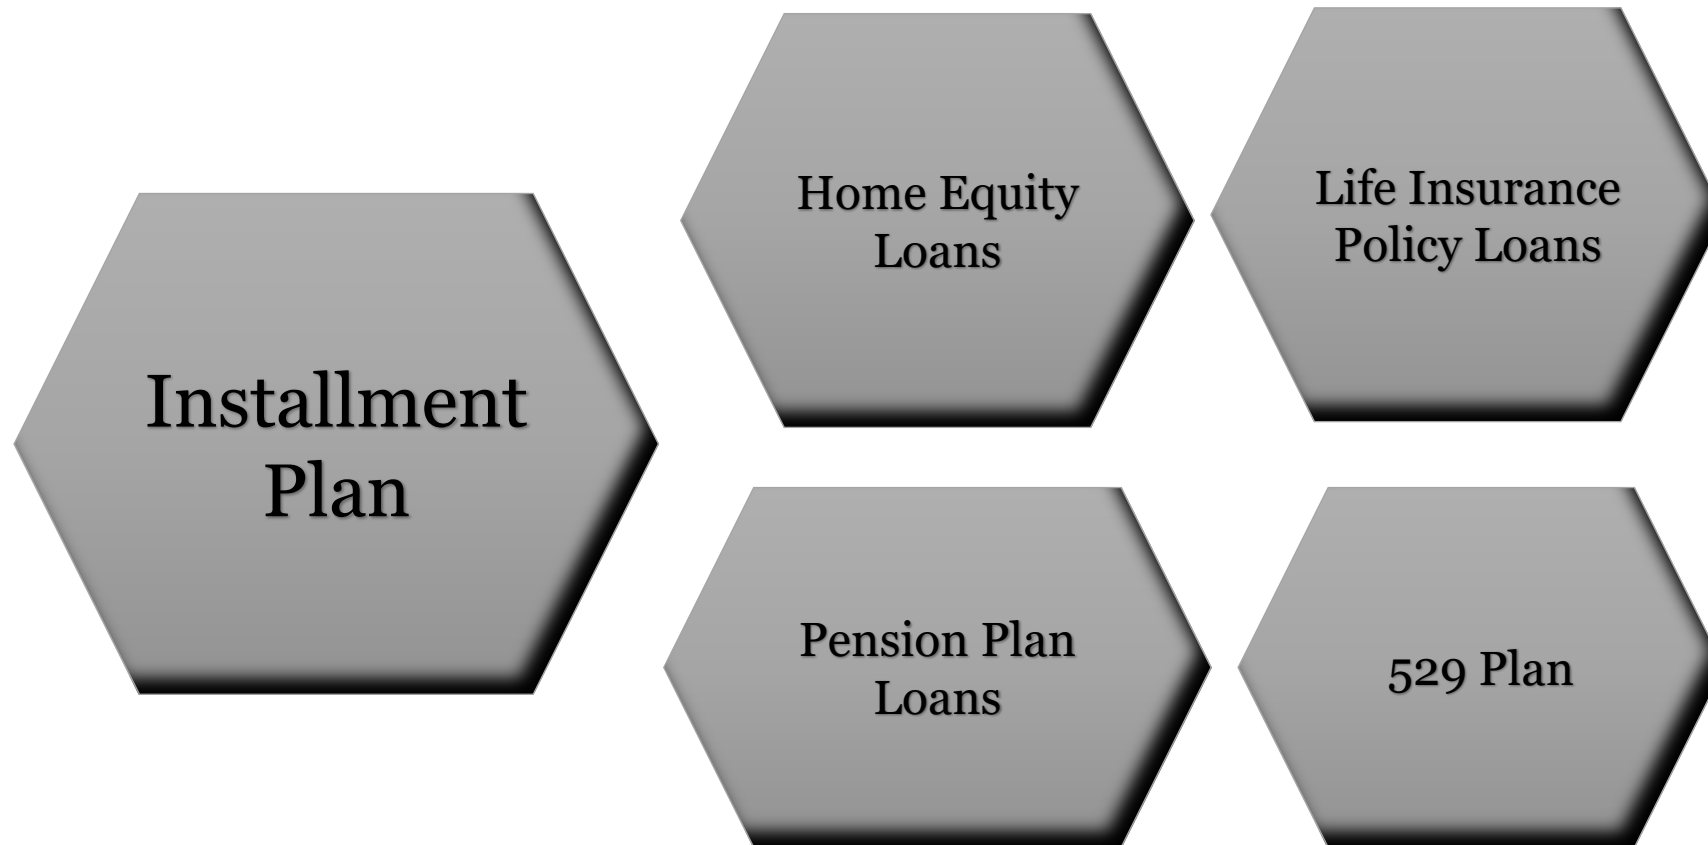 Installment
Plan
Home Equity
Loans
Life Insurance
Policy Loans
Pension Plan
Loans
529 Plan